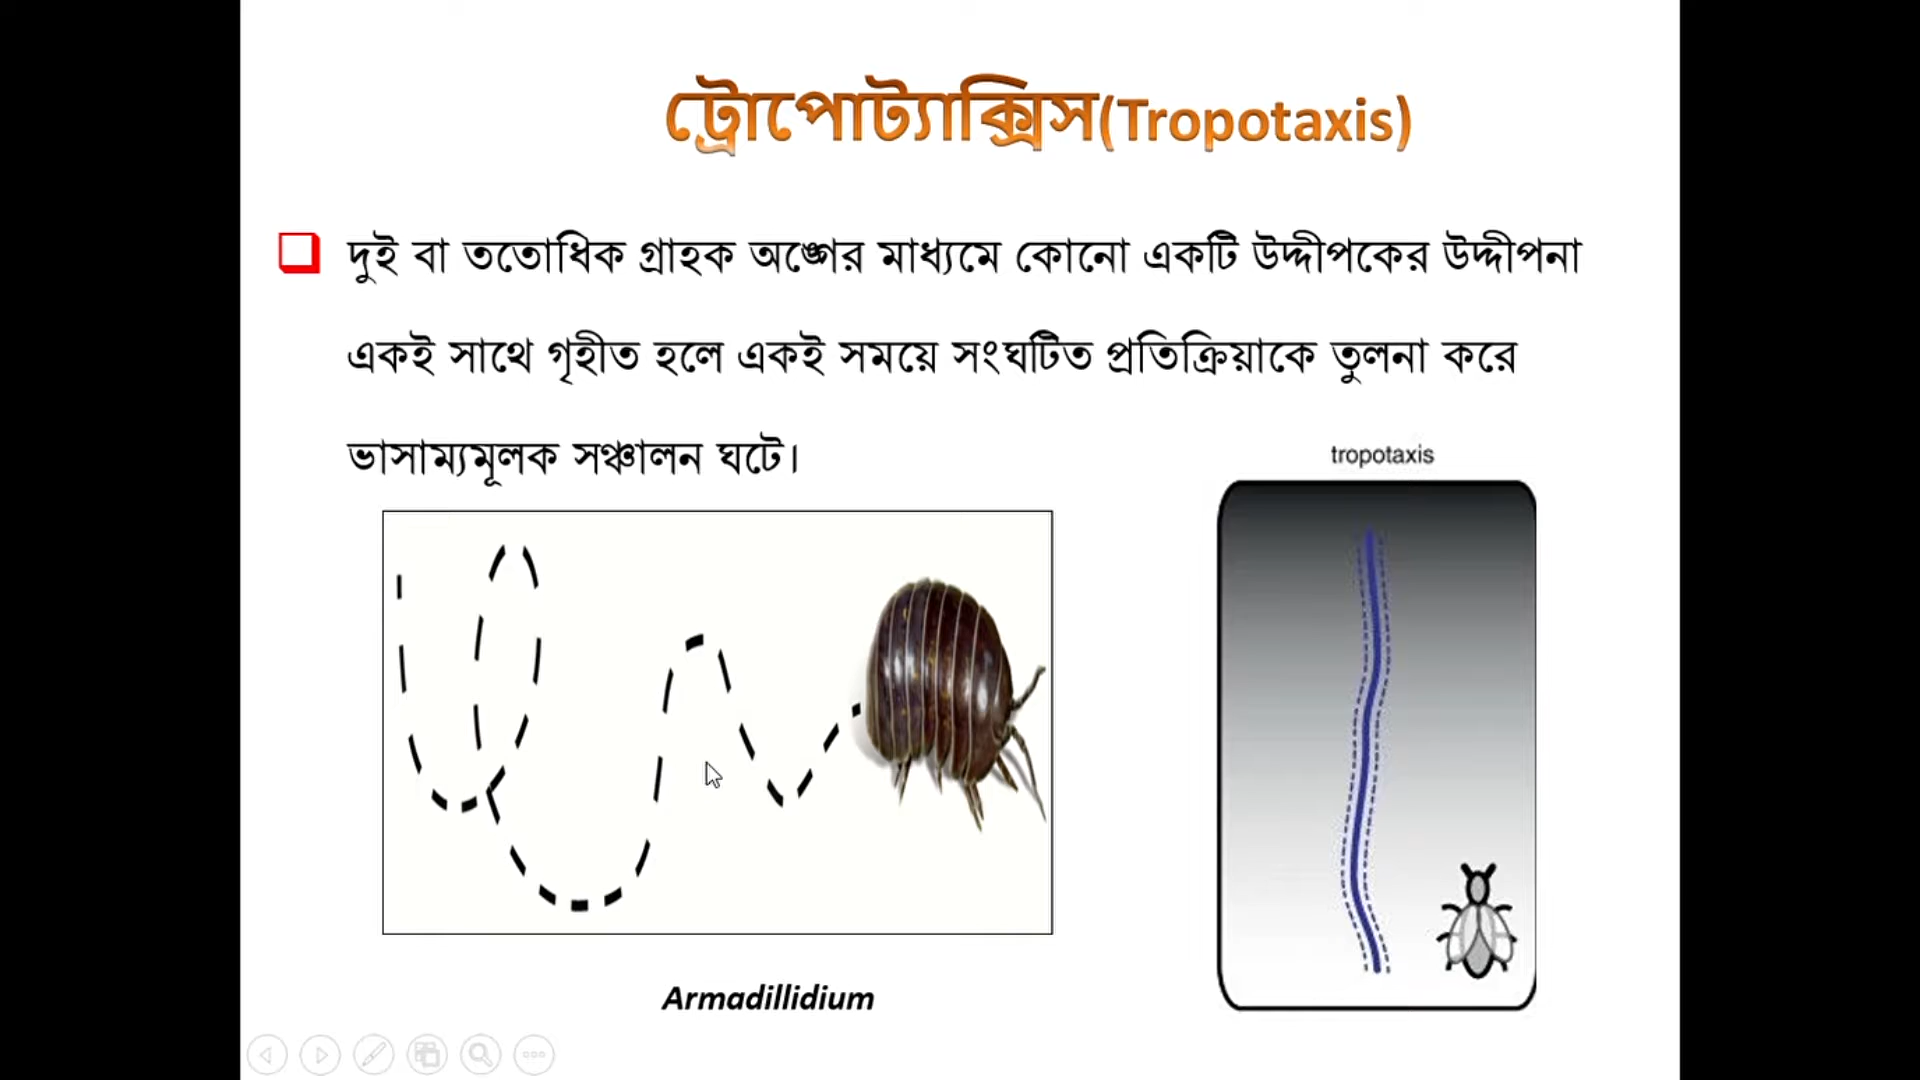 ট্রোপোট্যাক্সিস(Tropotaxis)
দুই বা ততোধিক গ্রাহক অঙ্গের মাধ্যমে কোনো একটি উদ্দীপকের উদ্দীপনা
একই সাথে গৃহীত হলে একই সময়ে সংঘটিত প্রতিক্রিয়াকে তুলনা করে
ভাসাম্যমূলক সঞ্চালন ঘটে।
tropotaxis
Armadillidium